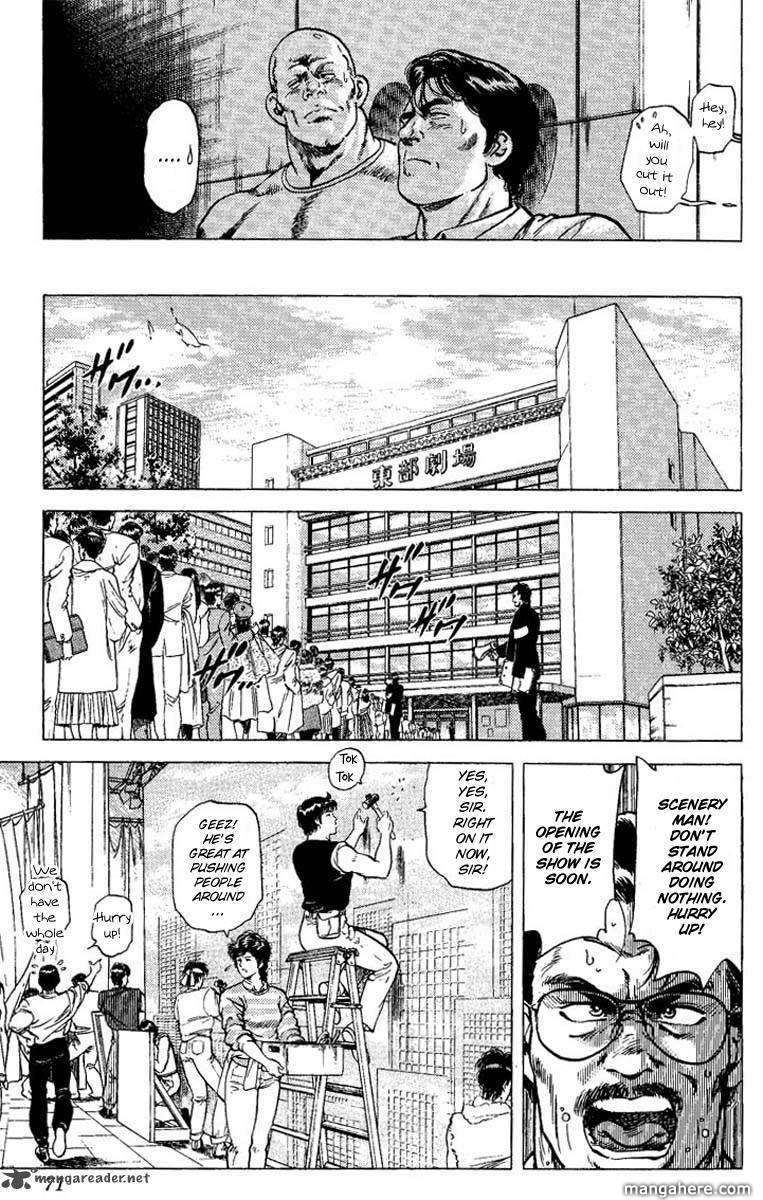 Hey,
hey!
Ah,
will
you
cut it
out!
....
ザワ...
東部劇場
ザワ
ザワ
ザワ
SCENERY
MAN!
DON'T
STAND
AROUND
DOING
NOTHING.
HURRY
UP!
THE
OPENING
OF THE
SHOW IS
SOON.
YES,
YES,
SIR.
RIGHT
ON IT
NOW,
SIR!
TOK
TOK
GEEZ!
HE'S
GREAT AT
PUSHING
PEOPLE
AROUND
...
Hurry
up!
We
don't
have
the
whole
day
71
mangareader.net
mangahere.com